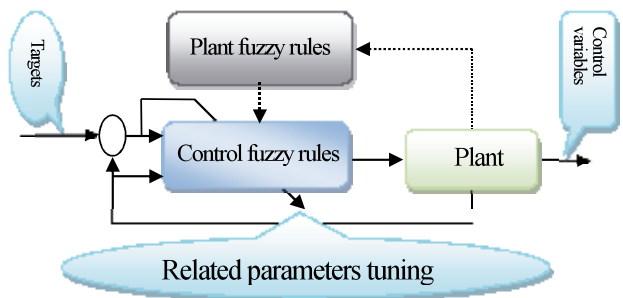 Targets
Plant fuzzy rules
Control
variables
Control fuzzy rules
Plant
Related parameters tuning